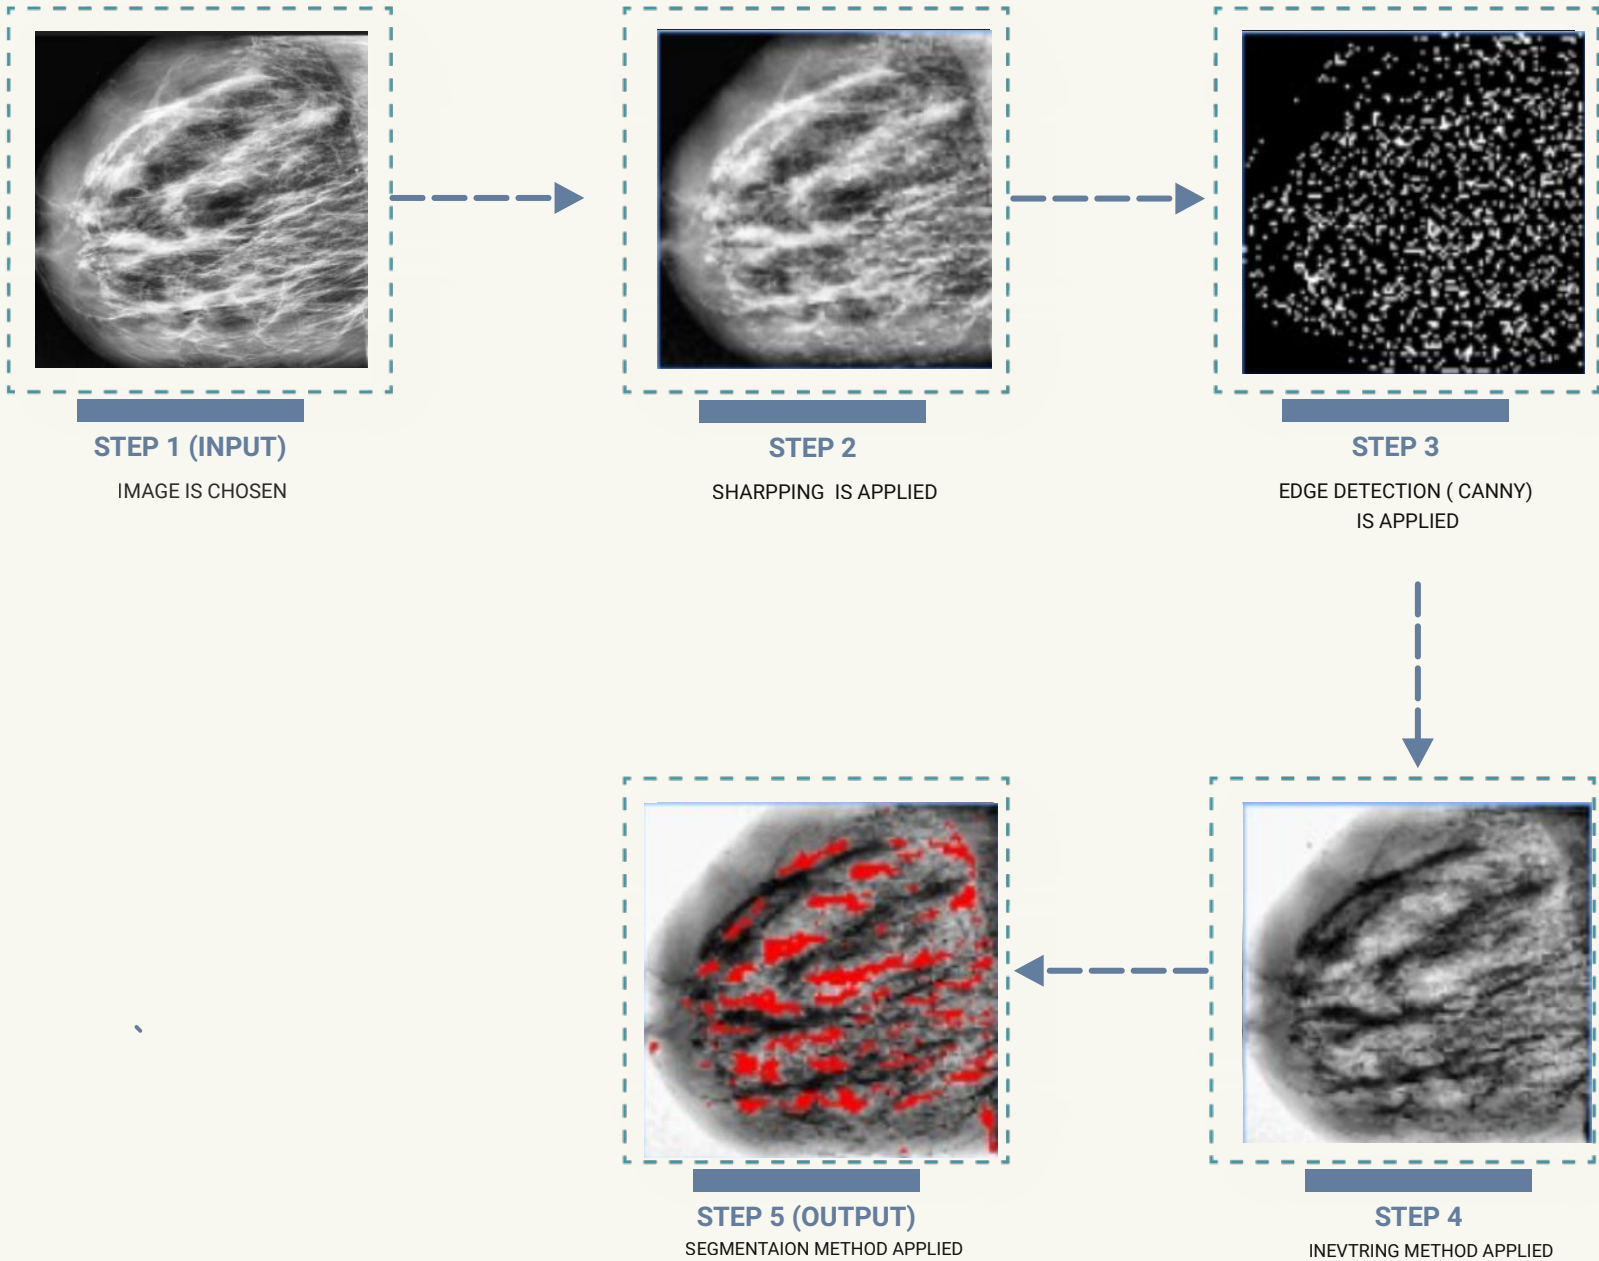 STEP 1 (INPUT)
IMAGE IS CHOSEN
STEP 2
SHARPPING IS APPLIED
STEP 3
EDGE DETECTION ( CANNY)
IS APPLIED
STEP 5 (OUTPUT)
SEGMENTAION METHOD APPLIED
STEP 4
INEVTRING METHOD APPLIED